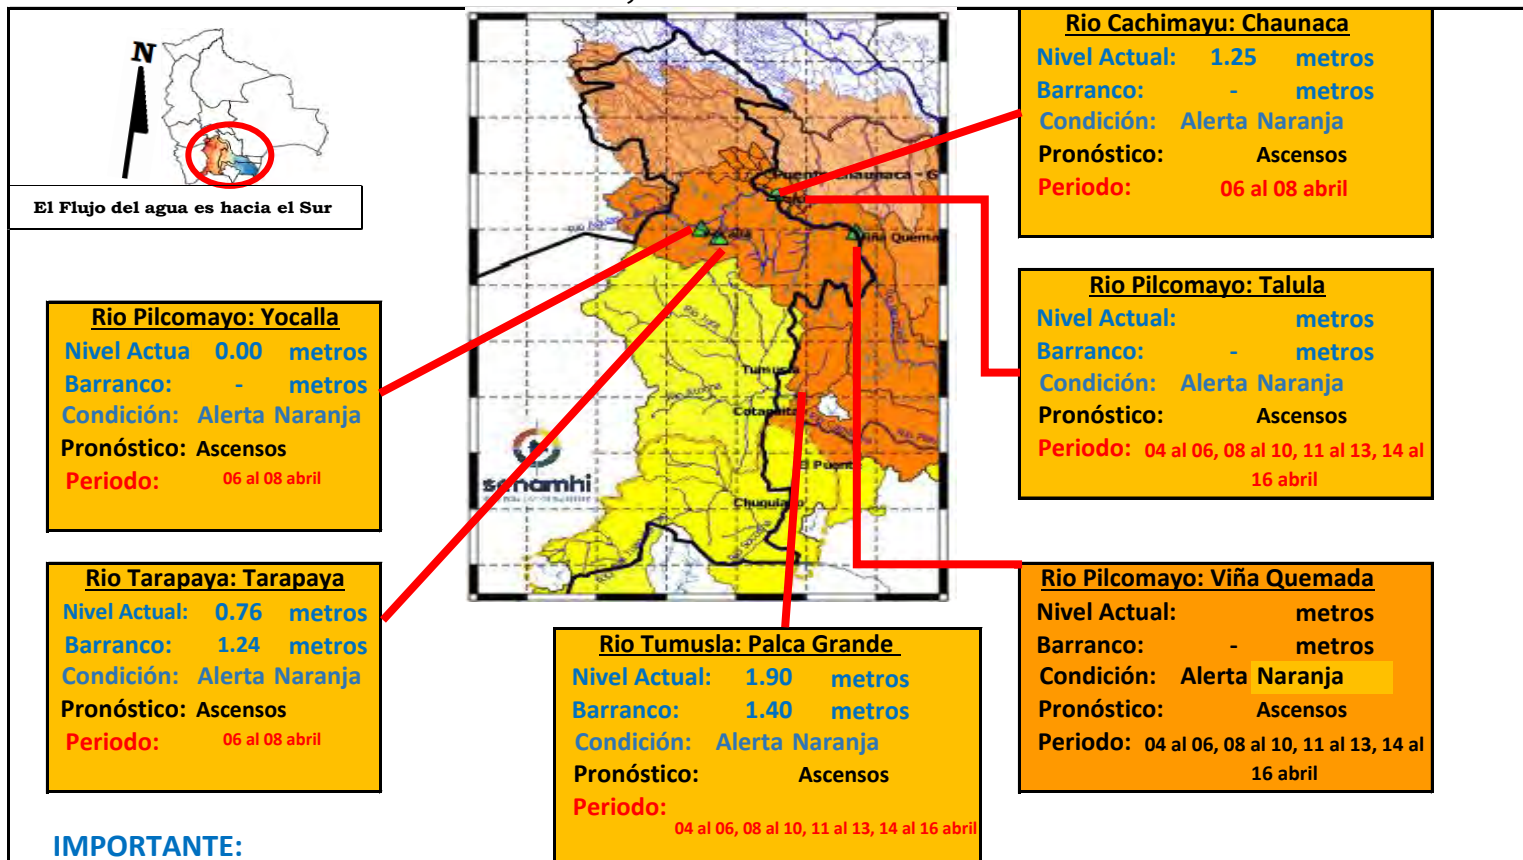 N
El Flujo del agua es hacia el Sur
Rio Cachimayu: Chaunaca
Nivel Actual: 1.25 metros
Barranco: - metros
Condición: Alerta Naranja
Pronóstico: Ascensos
Periodo: 06 al 08 abril
Rio Pilcomayo: Talula
Nivel Actual: metros
Barranco: - metros
Condición: Alerta Naranja
Pronóstico: Ascensos
Periodo: 04 al 06, 08 al 10, 11 al 13, 14 al
16 abril
Rio Pilcomayo: Yocalla
Nivel Actua 0.00 metros
Barranco: - metros
Condición: Alerta Naranja
Pronóstico: Ascensos
Periodo: 06 al 08 abril
Puente Chaunaca - G
Viña Quema
Tumusla
Cotagaita
El Puente
Chuquiago
senamhi
Rio Tarapaya: Tarapaya
Nivel Actual: 0.76 metros
Barranco: 1.24 metros
Condición: Alerta Naranja
Pronóstico: Ascensos
Periodo: 06 al 08 abril
Rio Tumusla: Palca Grande
Nivel Actual: 1.90 metros
Barranco: 1.40 metros
Condición: Alerta Naranja
Pronóstico: Ascensos
Periodo:
04 al 06, 08 al 10, 11 al 13, 14 al 16 abril
Rio Pilcomayo: Viña Quemada
Nivel Actual: metros
Barranco: - metros
Condición: Alerta Naranja
Pronóstico: Ascensos
Periodo: 04 al 06, 08 al 10, 11 al 13, 14 al
16 abril
IMPORTANTE: